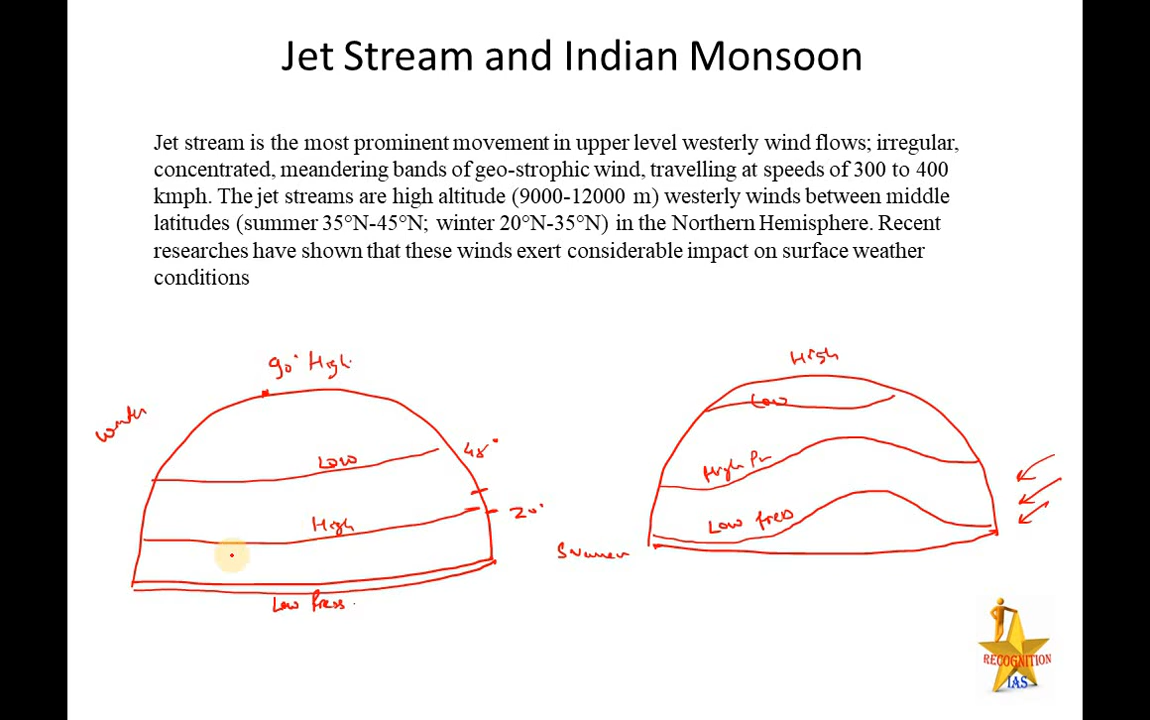 Jet Stream and Indian Monsoon
Jet stream is the most prominent movement in upper level westerly wind flows; irregular,
concentrated, meandering bands of geo-strophic wind, travelling at speeds of 300 to 400
kmph. The jet streams are high altitude (9000-12000 m) westerly winds between middle
latitudes (summer 35°N-45°N; winter 20°N-35°N) in the Northern Hemisphere. Recent
researches have shown that these winds exert considerable impact on surface weather
conditions
90° High
winter
Low
45°
High
20°
Low Press.
High
Low
High Pr
Low Press
Summer
RECOGNITION
IAS